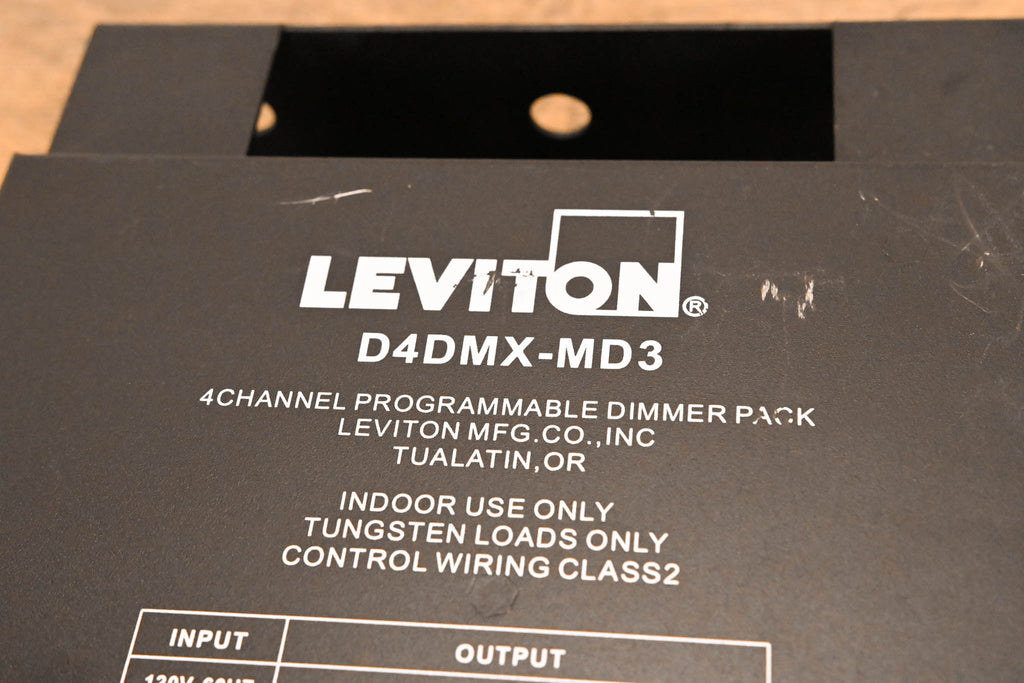 LEVITON®
D4DMX-MD3
4CHANNEL PROGRAMMABLE DIMMER PACK
LEVITON MFG.CO.,INC
TUALATIN,OR
INDOOR USE ONLY
TUNGSTEN LOADS ONLY
CONTROL WIRING CLASS2
INPUT OUTPUT